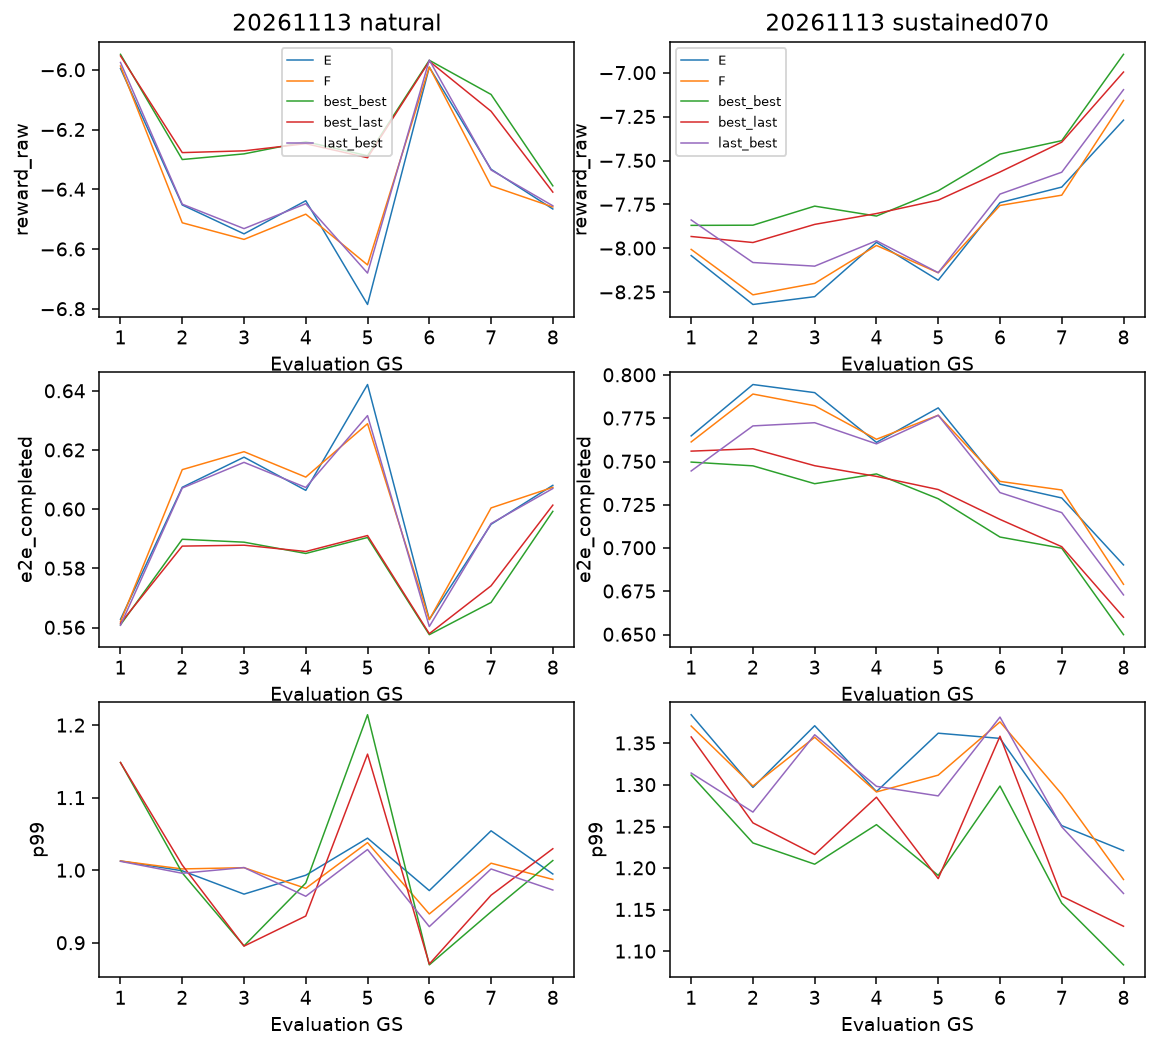 20261113 natural
reward_raw
−6.0
−6.2
−6.4
−6.6
−6.8
E
F
best_best
best_last
last_best
1 2 3 4 5 6 7 8
Evaluation GS
20261113 sustained070
reward_raw
−7.00
−7.25
−7.50
−7.75
−8.00
−8.25
E
F
best_best
best_last
last_best
1 2 3 4 5 6 7 8
Evaluation GS
e2e_completed
0.64
0.62
0.60
0.58
0.56
1 2 3 4 5 6 7 8
Evaluation GS
e2e_completed
0.800
0.775
0.750
0.725
0.700
0.675
0.650
1 2 3 4 5 6 7 8
Evaluation GS
p99
1.2
1.1
1.0
0.9
1 2 3 4 5 6 7 8
Evaluation GS
p99
1.35
1.30
1.25
1.20
1.15
1.10
1 2 3 4 5 6 7 8
Evaluation GS